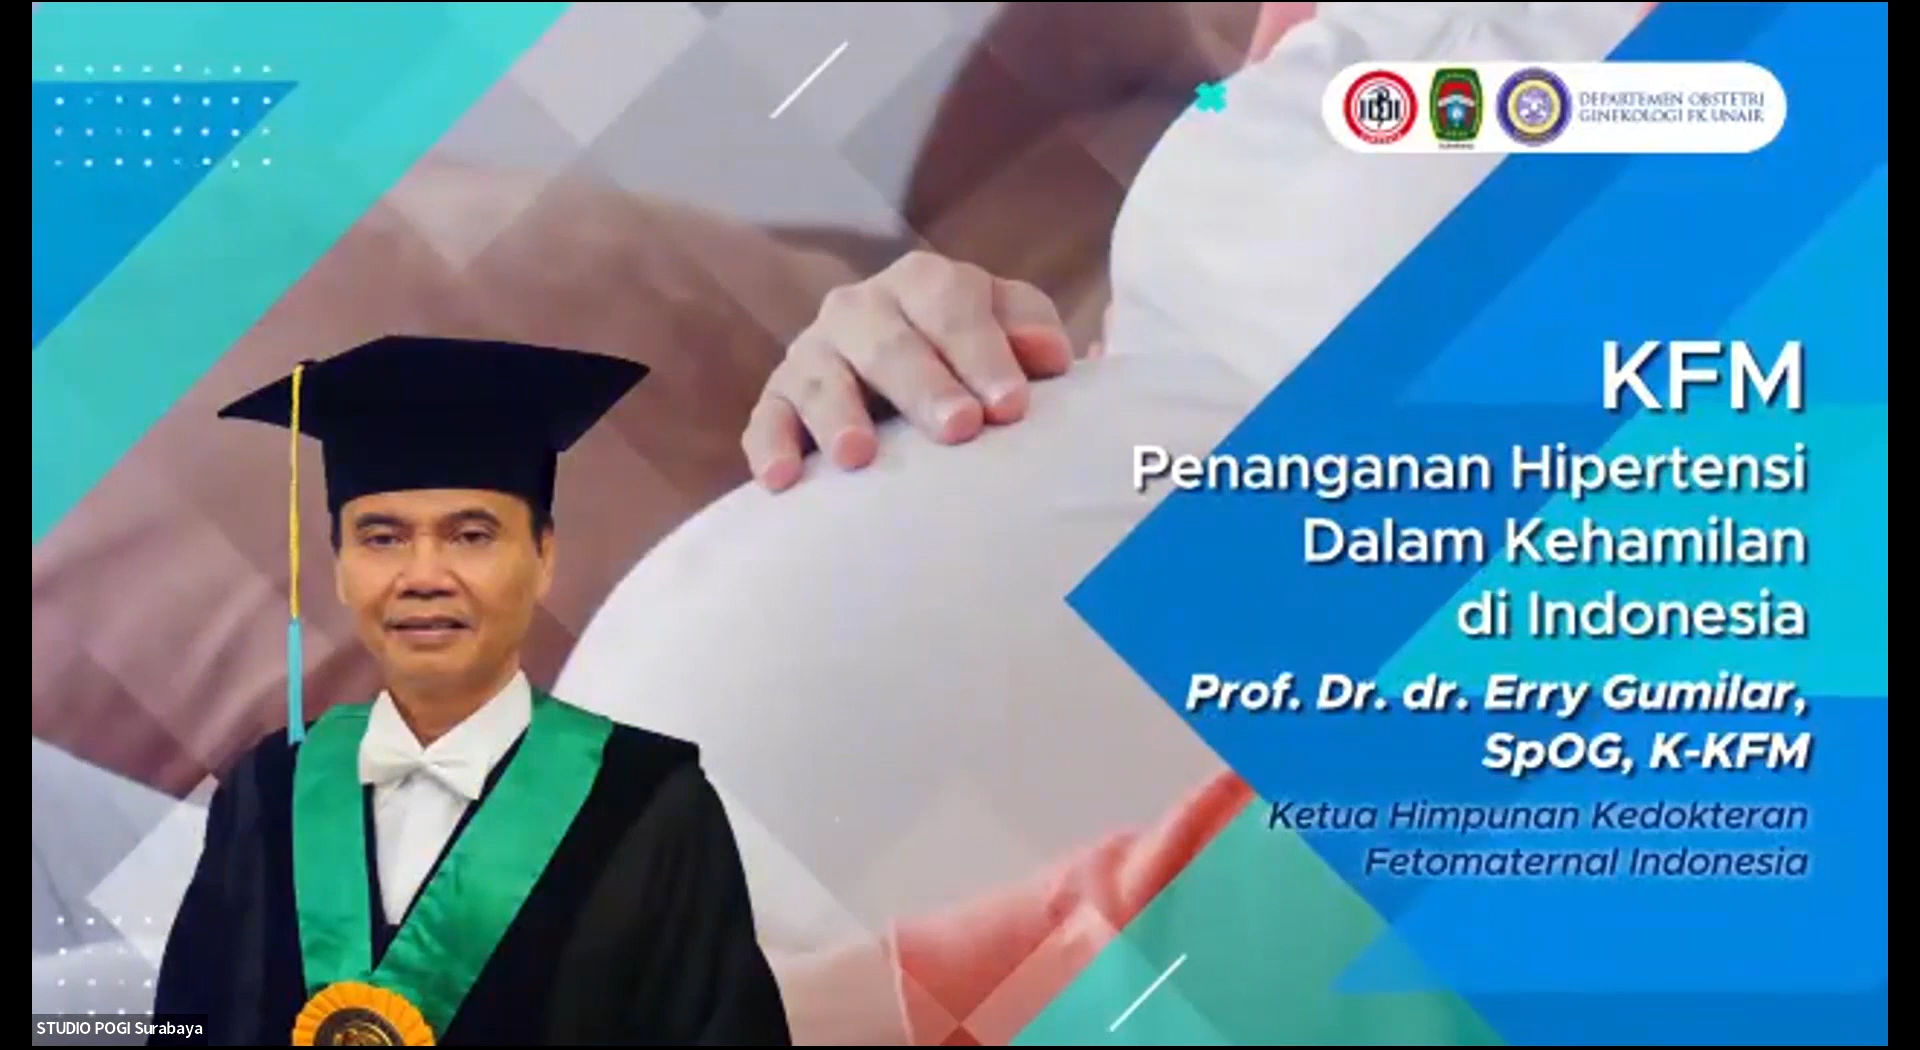 DEPARTEMEN OBSTETRI
GINEKOLOGI FK UNAIR
KFM
Penanganan Hipertensi
Dalam Kehamilan
di Indonesia
Prof. Dr. dr. Erry Gumilar,
SpOG, K-KFM
Ketua Himpunan Kedokteran
Fetomaternal Indonesia
STUDIO POGI Surabaya